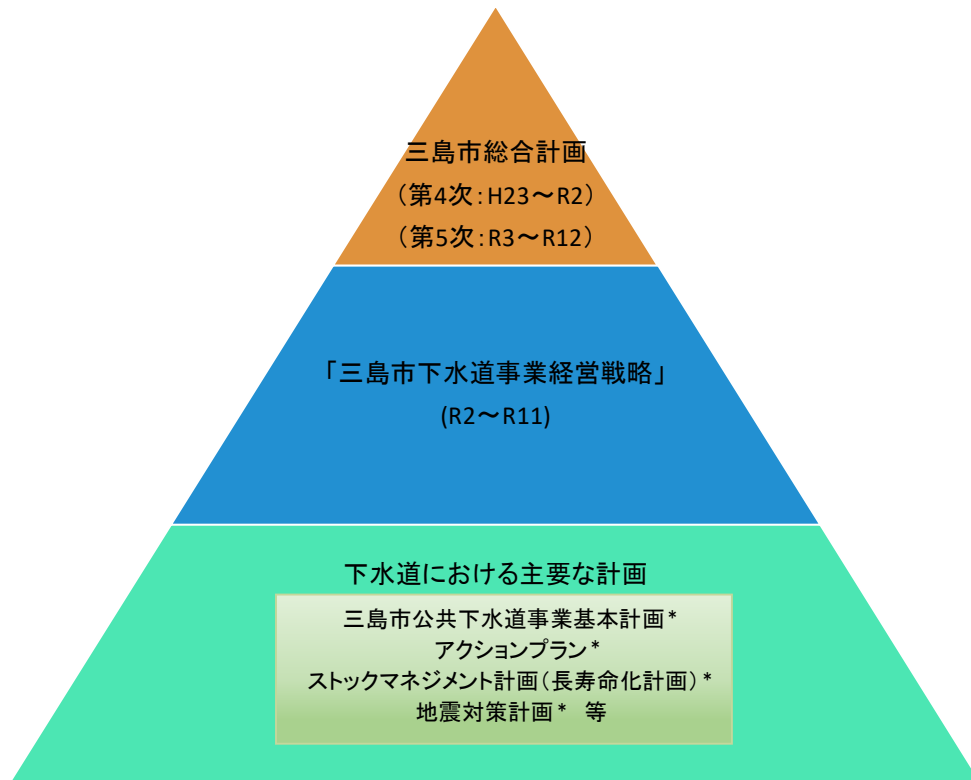 三島市総合計画
（第4次：H23～R2）
（第5次：R3～R12）
「三島市下水道事業経営戦略」
(R2～R11)
下水道における主要な計画
三島市公共下水道事業基本計画*
アクションプラン*
ストックマネジメント計画（長寿命化計画）*
地震対策計画*　等